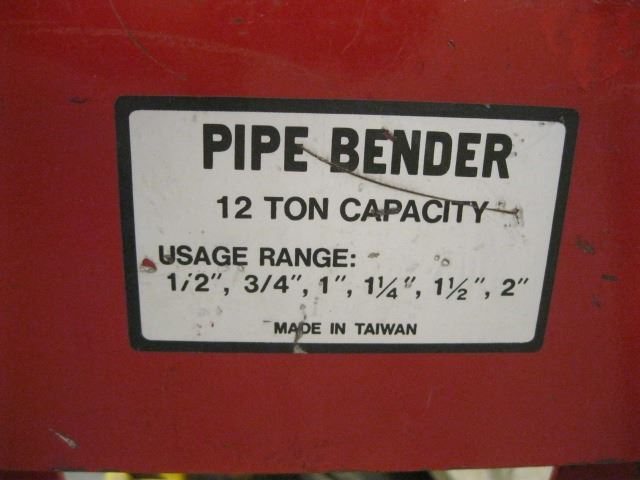 PIPE BENDER
12 TON CAPACITY
USAGE RANGE:
1/2", 3/4", 1", 1¼", 1½", 2"
MADE IN TAIWAN